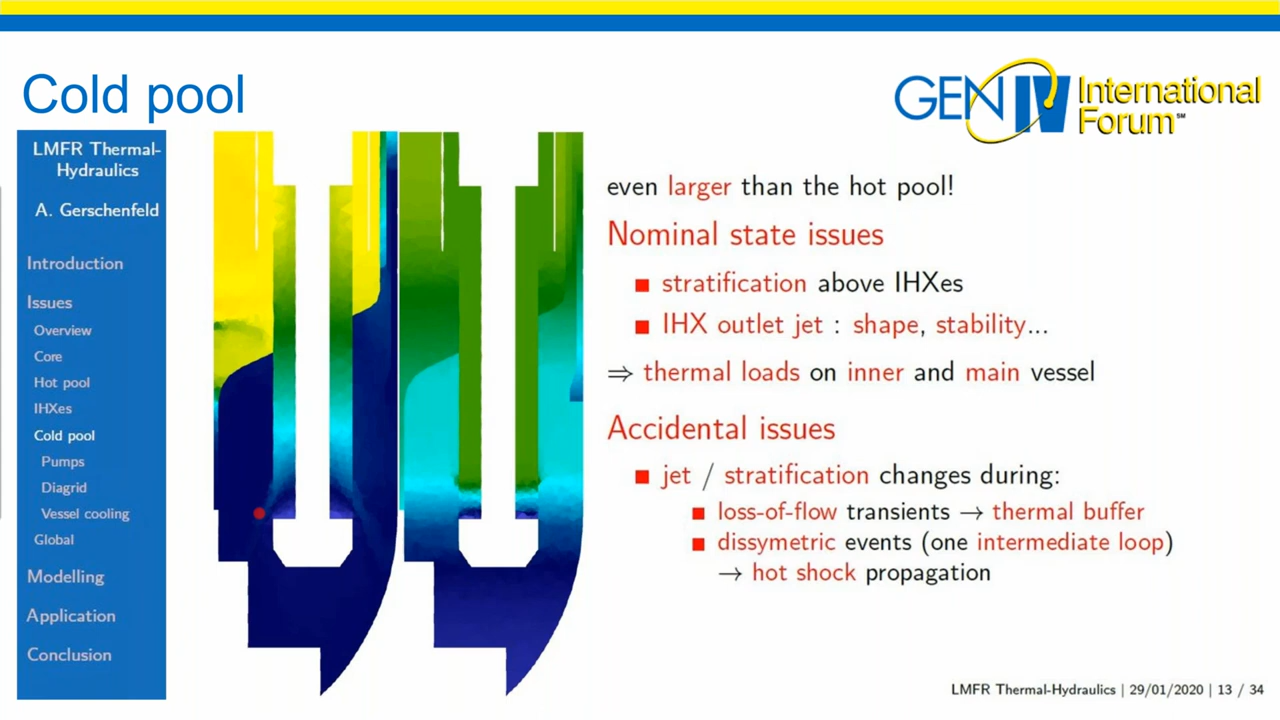 Cold pool
GEN IV International
Forum℠
LMFR Thermal-
Hydraulics
A. Gerschenfeld
Introduction
Issues
Overview
Core
Hot pool
IHXes
Cold pool
Pumps
Diagrid
Vessel cooling
Global
Modelling
Application
Conclusion
even larger than the hot pool!
Nominal state issues
■ stratification above IHXes
■ IHX outlet jet : shape, stability...
⇒ thermal loads on inner and main vessel
Accidental issues
■ jet / stratification changes during:
■ loss-of-flow transients → thermal buffer
■ dissymetric events (one intermediate loop)
→ hot shock propagation
LMFR Thermal-Hydraulics | 29/01/2020 | 13 / 34